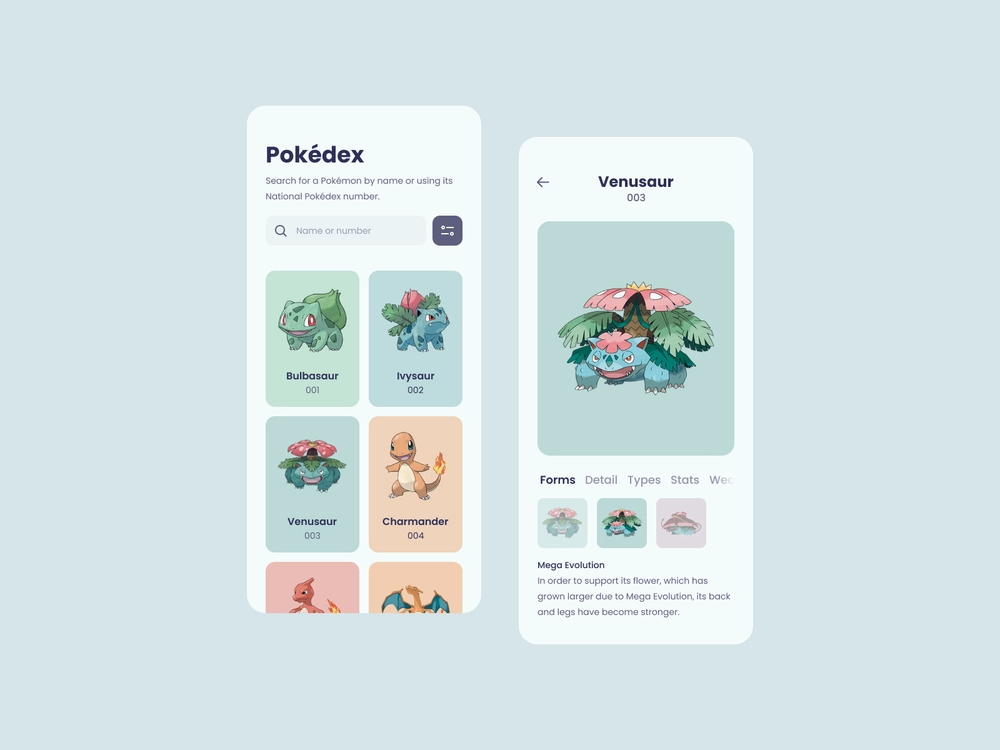 Pokédex
Search for a Pokémon by name or using its
National Pokédex number.
Name or number
Bulbasaur
001
Ivysaur
002
Venusaur
003
Charmander
004
Venusaur
003
Forms Detail Types Stats
Mega Evolution
In order to support its flower, which has
grown larger due to Mega Evolution, its back
and legs have become stronger.